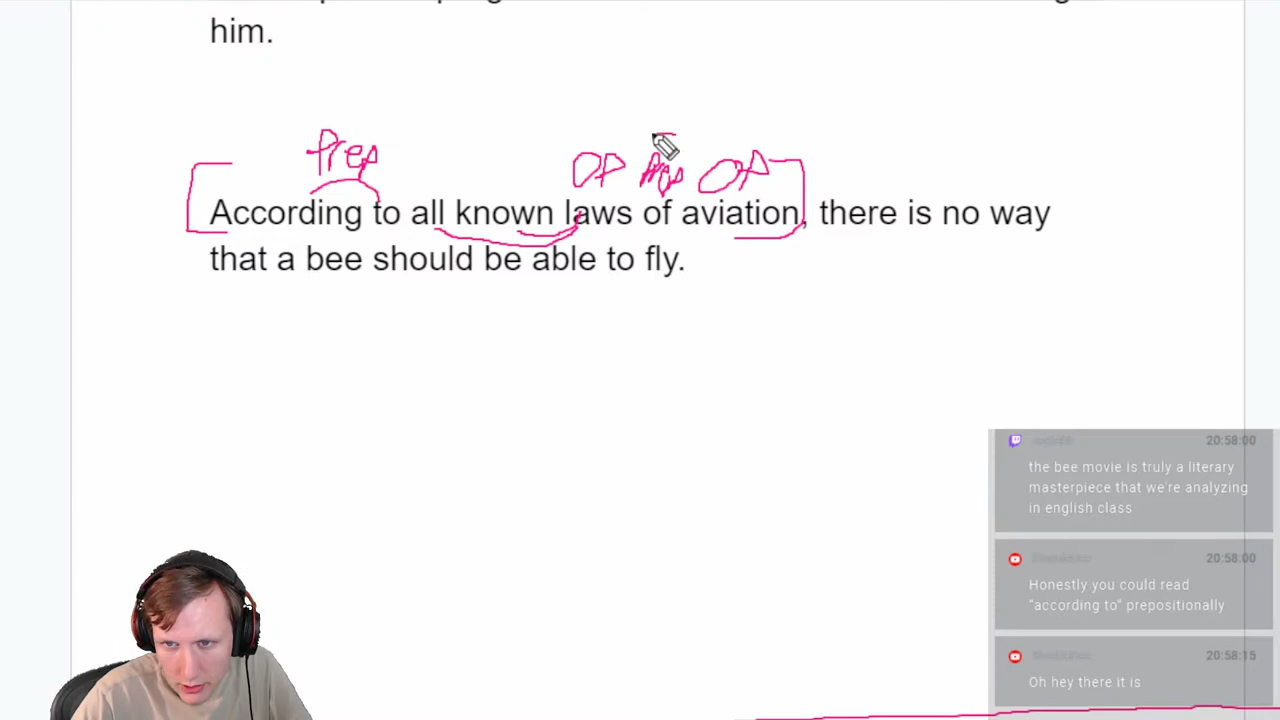 him.
Prep
OP Prep OP
According to all known laws of aviation, there is no way
that a bee should be able to fly.
20:58:00
the bee movie is truly a literary
masterpiece that we're analyzing
in english class
20:58:00
Honestly you could read
"according to" prepositionally
20:58:15
Oh hey there it is